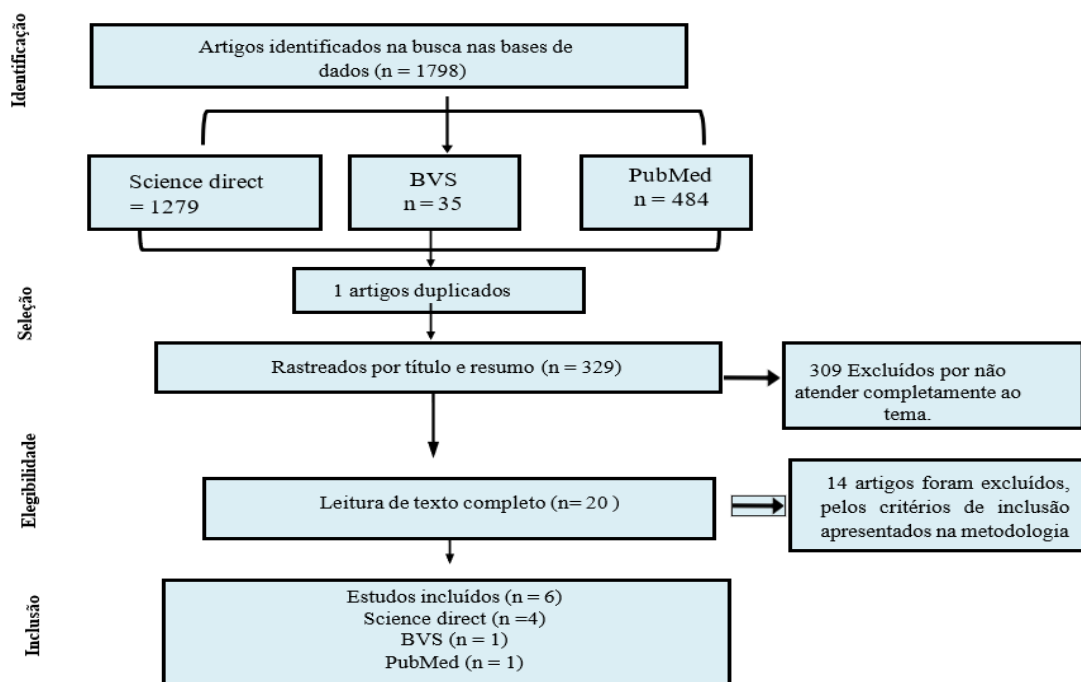 Identificação
Artigos identificados na busca nas bases de
dados (n = 1798)
Science direct
= 1279
BVS
n = 35
PubMed
n = 484
Seleção
1 artigos duplicados
Rastreados por título e resumo (n = 329)
309 Excluídos por não
atender completamente ao
tema.
Elegibilidade
Leitura de texto completo (n= 20 )
14 artigos foram excluídos,
pelos critérios de inclusão
apresentados na metodologia
Inclusão
Estudos incluídos (n = 6)
Science direct (n =4)
BVS (n = 1)
PubMed (n = 1)